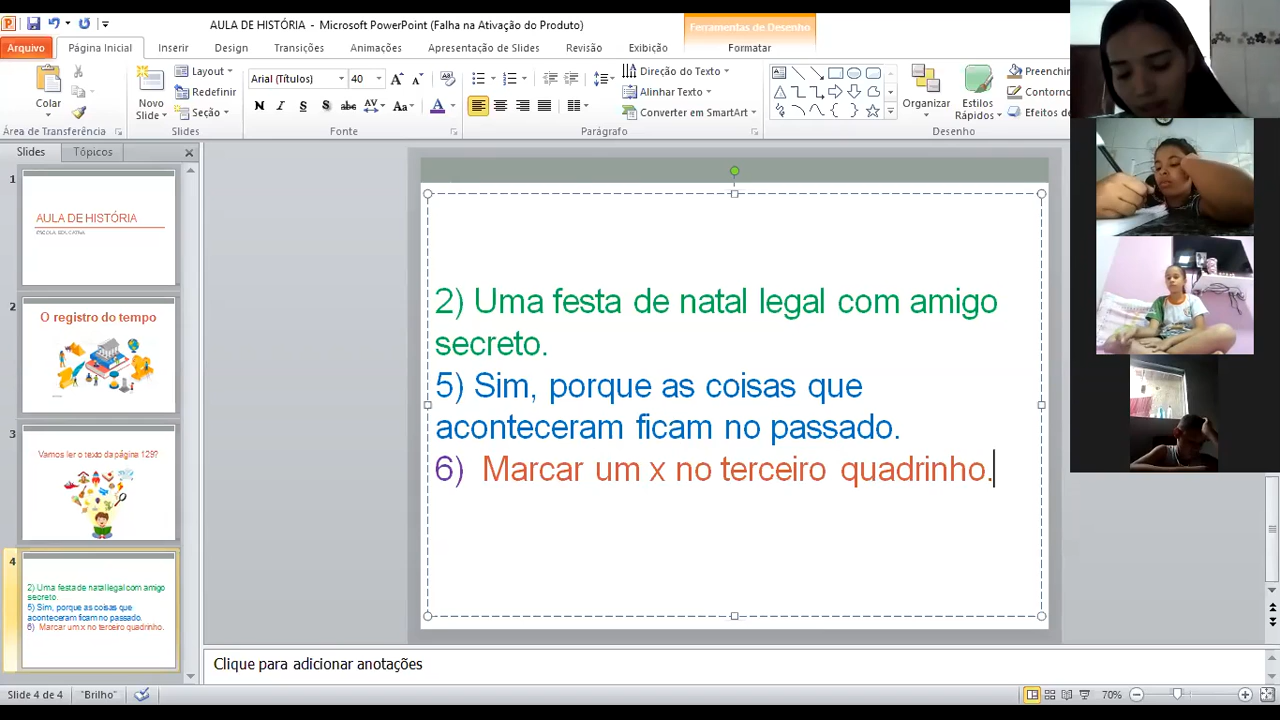 AULA DE HISTÓRIA - Microsoft PowerPoint (Falha na Ativação do Produto)
Ferramentas de Desenho
Arquivo
Página Inicial
Inserir
Design
Transições
Animações
Apresentação de Slides
Revisão
Exibição
Formatar
Colar
Novo
Slide
Layout
Redefinir
Seção
Arial (Títulos)
40
Direção do Texto
Alinhar Texto
Converter em SmartArt
Organizar
Estilos
Rápidos
Preenchi
Contorno
Efeitos de
Área de Transferência
Slides
Fonte
Parágrafo
Desenho
Slides
Tópicos
1
AULA DE HISTÓRIA
2
O registro do tempo
3
Vamos ler o texto da página 129?
4
2) Uma festa de natal legal com amigo
secreto.
5) Sim, porque as coisas que
aconteceram ficam no passado.
6) Marcar um x no terceiro quadrinho.
2) Uma festa de natal legal com amigo
secreto.
5) Sim, porque as coisas que
aconteceram ficam no passado.
6) Marcar um x no terceiro quadrinho.
Clique para adicionar anotações
Slide 4 de 4
"Brilho"
70%